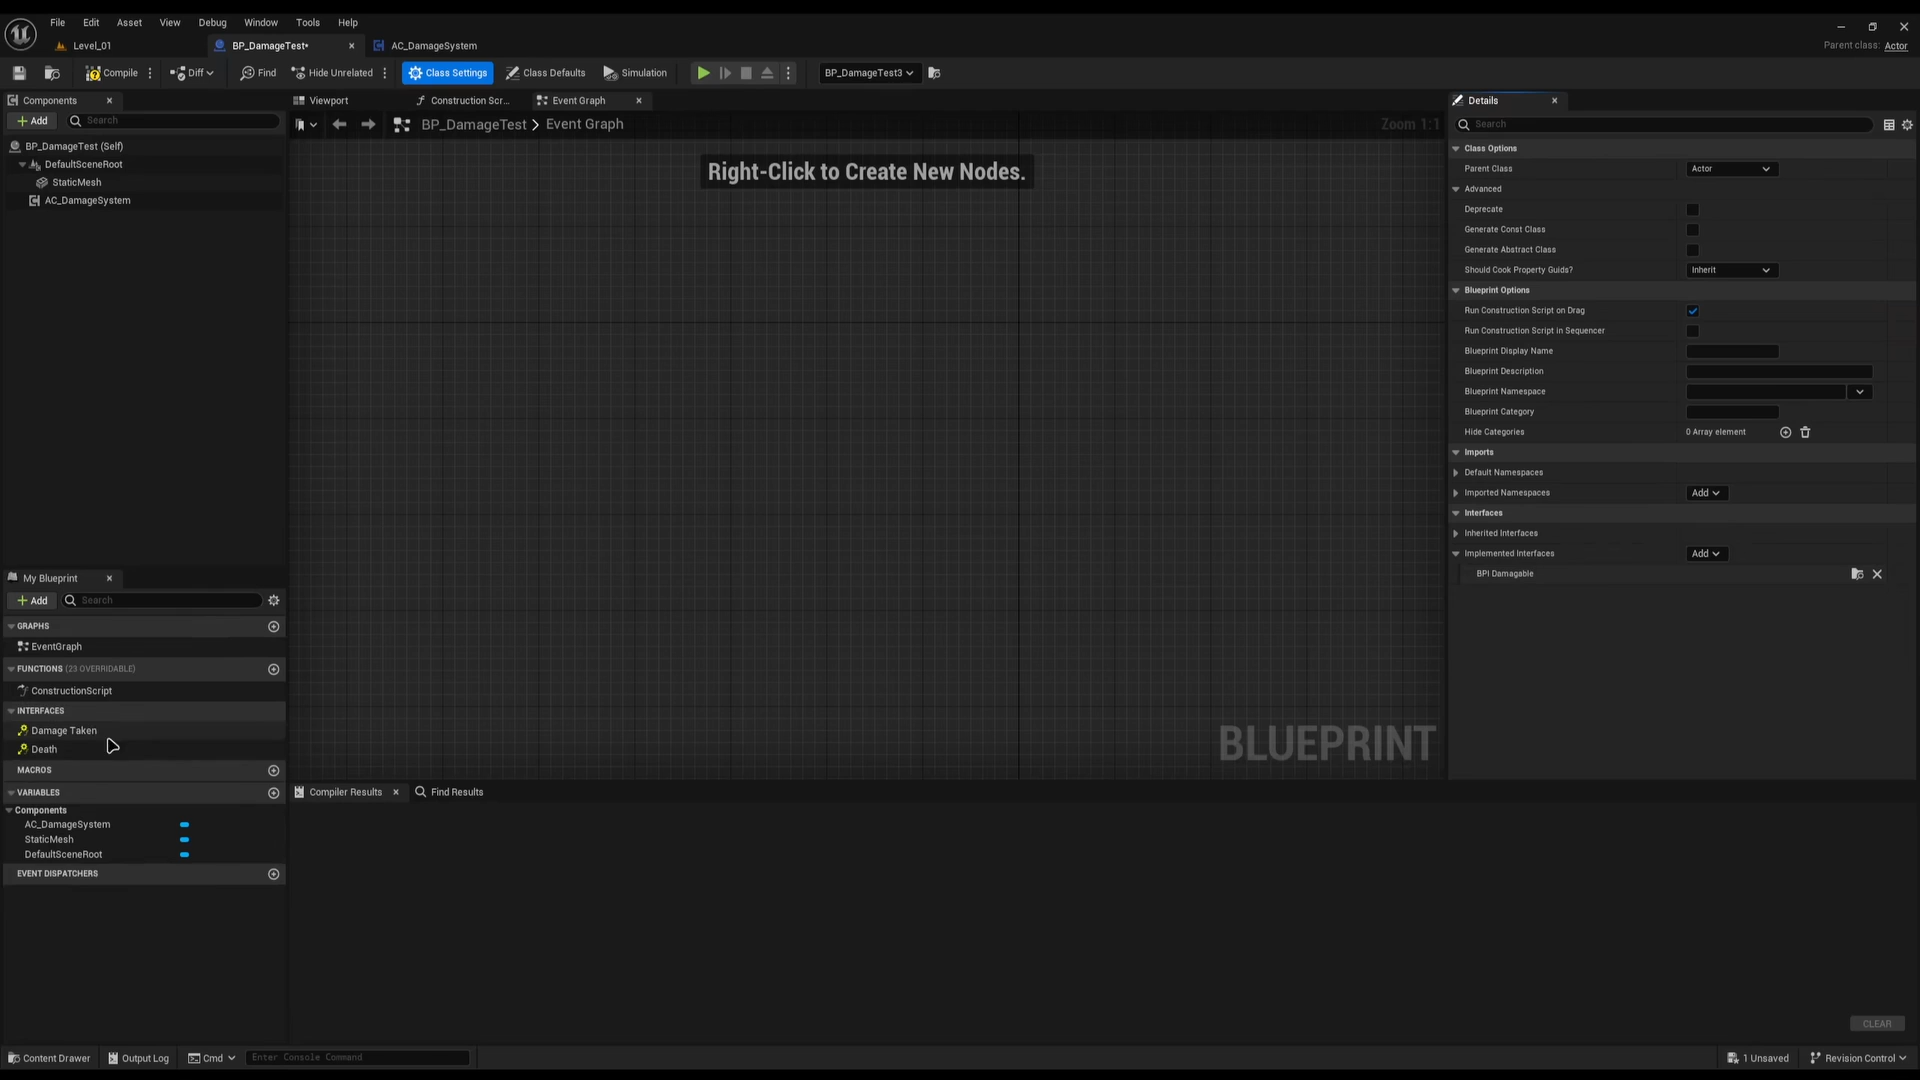 File Edit Asset View Debug Window Tools Help
Level_01 BP_DamageTest* AC_DamageSystem Parent class: Actor
Compile Diff Find Hide Unrelated Class Settings Class Defaults Simulation BP_DamageTest3
Components
Add Search
BP_DamageTest (Self)
DefaultSceneRoot
StaticMesh
AC_DamageSystem
Viewport Construction Scr... Event Graph
BP_DamageTest > Event Graph Zoom 1:1
Right-Click to Create New Nodes.
BLUEPRINT
Details
Search
Class Options
Parent Class Actor
Advanced
Deprecate
Generate Const Class
Generate Abstract Class
Should Cook Property Guids? Inherit
Blueprint Options
Run Construction Script on Drag
Run Construction Script in Sequencer
Blueprint Display Name
Blueprint Description
Blueprint Namespace
Blueprint Category
Hide Categories 0 Array element
Imports
Default Namespaces
Imported Namespaces Add
Interfaces
Inherited Interfaces
Implemented Interfaces Add
BPI Damagable
My Blueprint
Add Search
GRAPHS
EventGraph
FUNCTIONS (23 OVERRIDABLE)
ConstructionScript
INTERFACES
Damage Taken
Death
MACROS
VARIABLES
Components
AC_DamageSystem
StaticMesh
DefaultSceneRoot
EVENT DISPATCHERS
Compiler Results Find Results
CLEAR
Content Drawer Output Log Cmd Enter Console Command 1 Unsaved Revision Control